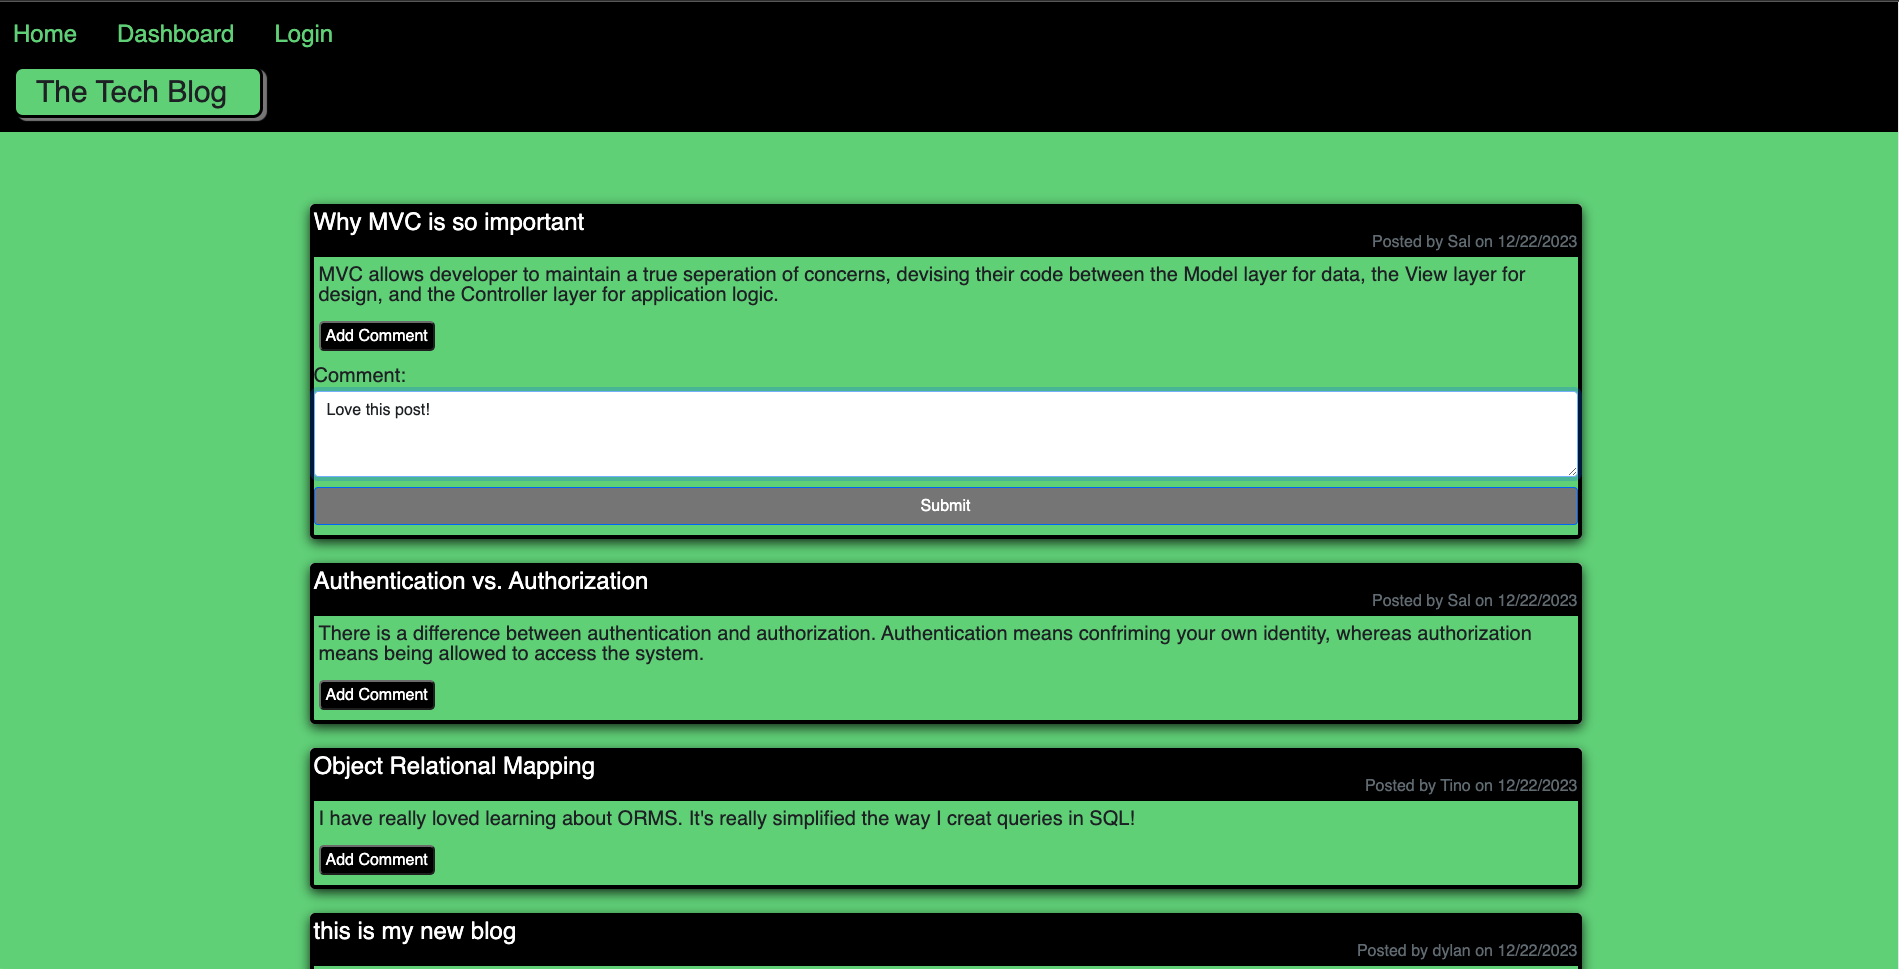 Home Dashboard Login
The Tech Blog
Why MVC is so important
Posted by Sal on 12/22/2023
MVC allows developer to maintain a true seperation of concerns, devising their code between the Model layer for data, the View layer for
design, and the Controller layer for application logic.
Add Comment
Comment:
Love this post!
Submit
Authentication vs. Authorization
Posted by Sal on 12/22/2023
There is a difference between authentication and authorization. Authentication means confriming your own identity, whereas authorization
means being allowed to access the system.
Add Comment
Object Relational Mapping
Posted by Tino on 12/22/2023
I have really loved learning about ORMS. It's really simplified the way I creat queries in SQL!
Add Comment
this is my new blog
Posted by dylan on 12/22/2023